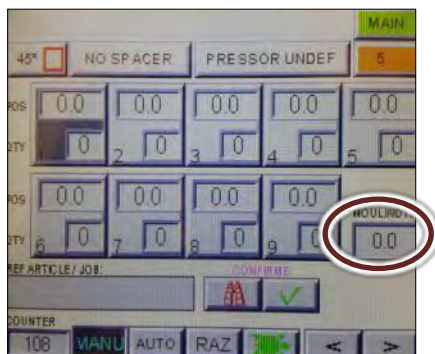 MAIN
45° NO SPACER PRESSOR UNDEF 5
POS 0.0 0.0 0.0 0.0 0.0
QTY 0 2 0 3 0 4 0 5 0
POS 0.0 0.0 0.0 0.0
QTY 6 0 7 0 8 0 9 0.0
REF ARTICLE / JOB: CONFIRME
COUNTER
108 MANU AUTO RAZ < >